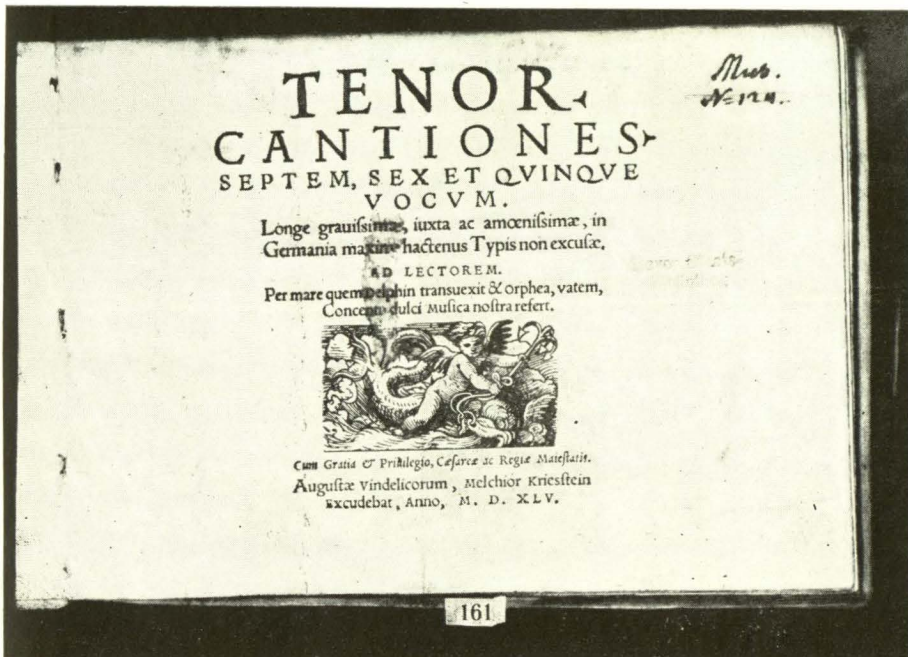 TENOR
Mus.
CANTIONES
SEPTEM, SEX ET QVINQVE
VOCVM.
Longe grauiſsimæ, iuxta ac amœniſsimæ, in
Germania maxime hactenus Typis non excuſæ.
AD LECTOREM.
Per mare quem Delphin transuexit & orphea, vatem,
Concentu dulci Muſica noſtra refert.
Cum Gratia & Priuilegio, Cæſareæ ac Regiæ Maieſtatis.
Auguſtæ Vindelicorum, Melchior Kriesſtein
Excudebat, Anno, M. D. XLV.
161